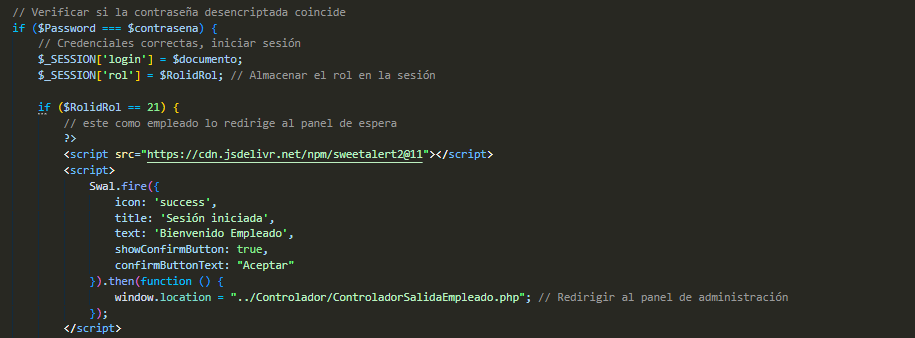 // Verificar si la contraseña desencriptada coincide
if ($Password === $contrasena) {
// Credenciales correctas, iniciar sesión
$_SESSION['login'] = $documento;
$_SESSION['rol'] = $RolidRol; // Almacenar el rol en la sesión
if ($RolidRol == 21) {
// este como empleado lo redirige al panel de espera
?>
<script src="https://cdn.jsdelivr.net/npm/sweetalert2@11"></script>
<script>
Swal.fire({
icon: 'success',
title: 'Sesión iniciada',
text: 'Bienvenido Empleado',
showConfirmButton: true,
confirmButtonText: "Aceptar"
}).then(function () {
window.location = "../Controlador/ControladorSalidaEmpleado.php"; // Redirigir al panel de administración
});
</script>